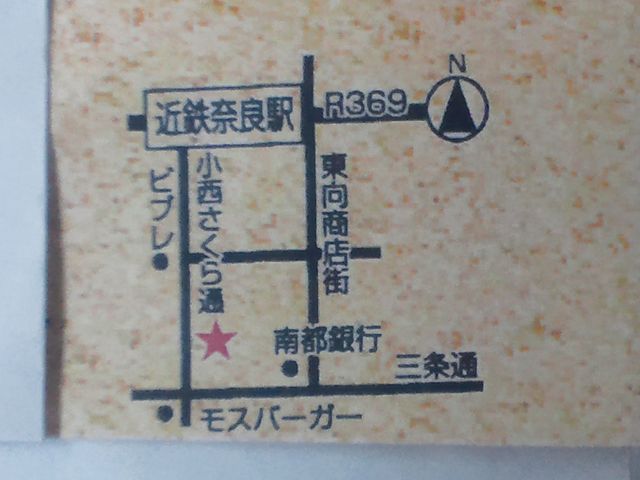 N
近鉄奈良駅
R369
ビブレ
小西さくら通
東向商店街
南都銀行
三条通
モスバーガー